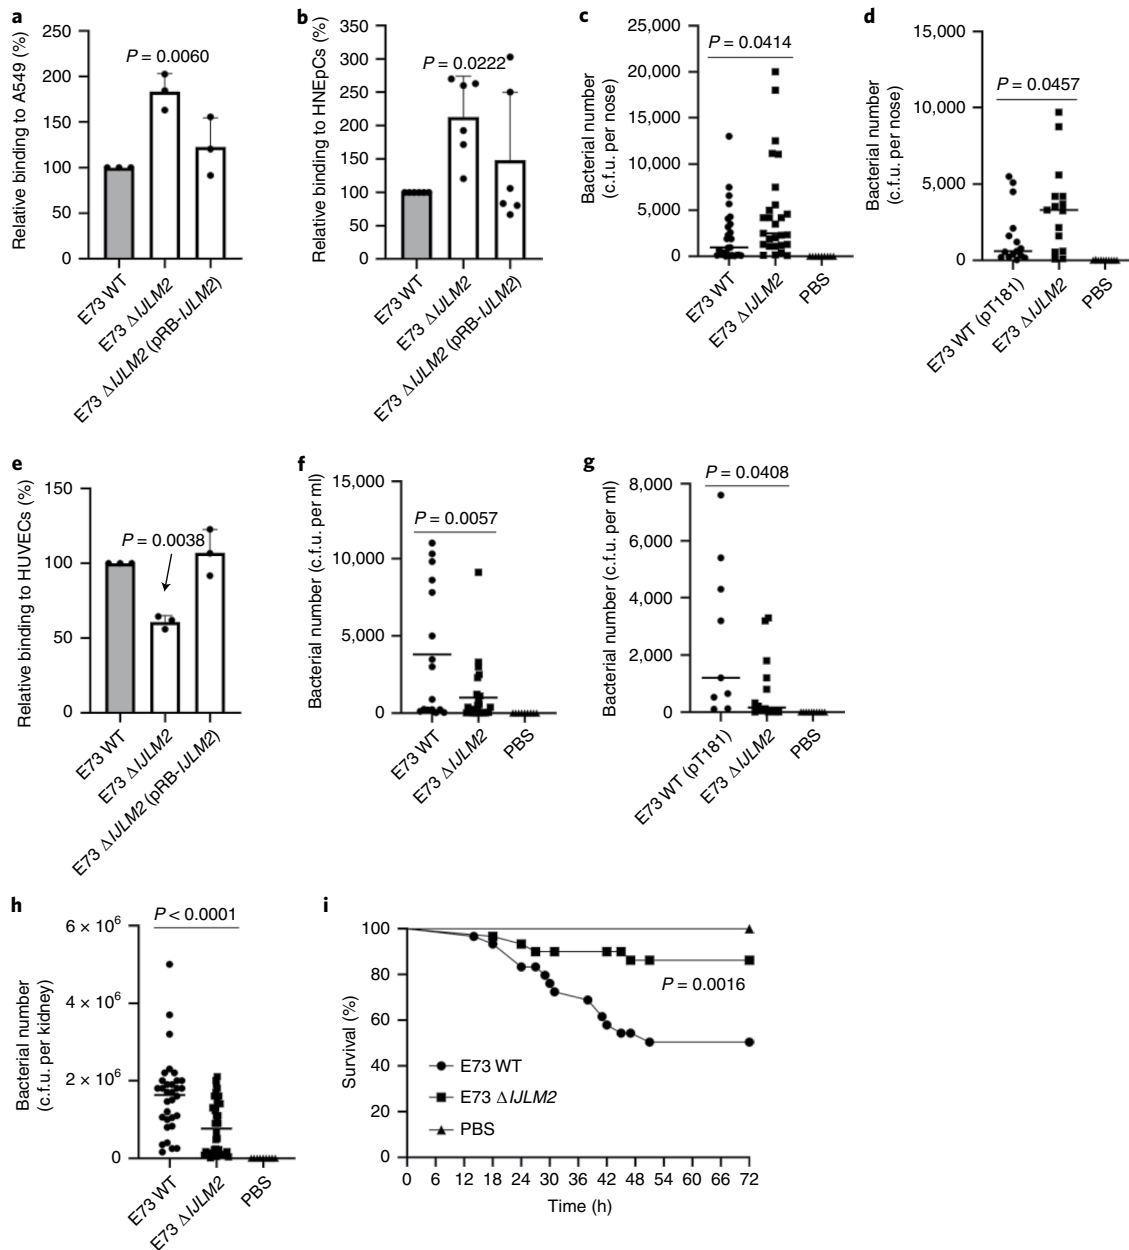 a
Relative binding to A549 (%)
250
200
150
100
50
0
P = 0.0060
E73 WT
E73 ΔIJLM2
E73 ΔIJLM2 (pRB-IJLM2)
b
Relative binding to HNEpCs (%)
350
300
250
200
150
100
50
0
P = 0.0222
E73 WT
E73 ΔIJLM2
E73 ΔIJLM2 (pRB-IJLM2)
c
Bacterial number
(c.f.u. per nose)
25,000
20,000
15,000
10,000
5,000
0
P = 0.0414
E73 WT
E73 ΔIJLM2
PBS
d
Bacterial number
(c.f.u. per nose)
15,000
10,000
5,000
0
P = 0.0457
E73 WT (pT181)
E73 ΔIJLM2
PBS
e
Relative binding to HUVECs (%)
150
100
50
0
P = 0.0038
E73 WT
E73 ΔIJLM2
E73 ΔIJLM2 (pRB-IJLM2)
f
Bacterial number (c.f.u. per ml)
15,000
10,000
5,000
0
P = 0.0057
E73 WT
E73 ΔIJLM2
PBS
g
Bacterial number (c.f.u. per ml)
8,000
6,000
4,000
2,000
0
P = 0.0408
E73 WT (pT181)
E73 ΔIJLM2
PBS
h
Bacterial number
(c.f.u. per kidney)
6 × 10⁶
4 × 10⁶
2 × 10⁶
0
P < 0.0001
E73 WT
E73 ΔIJLM2
PBS
i
Survival (%)
100
80
60
40
20
0
P = 0.0016
E73 WT
E73 ΔIJLM2
PBS
0 6 12 18 24 30 36 42 48 54 60 66 72
Time (h)